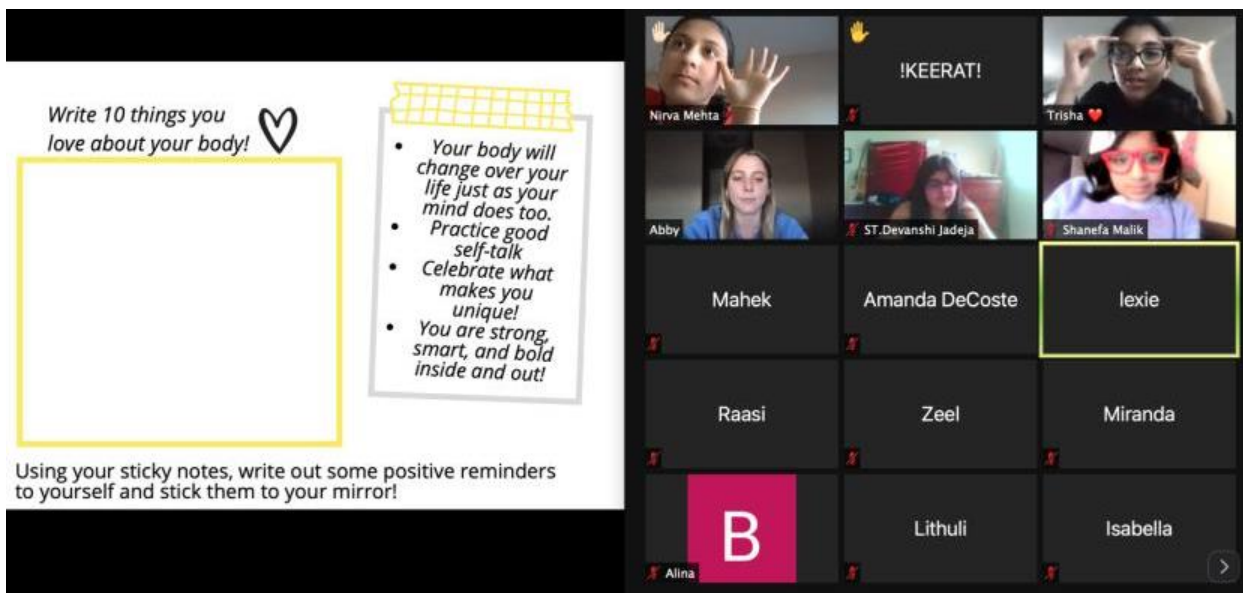 Write 10 things you
love about your body!
• Your body will
change over your
life just as your
mind does too.
• Practice good
self-talk
• Celebrate what
makes you
unique!
• You are strong,
smart, and bold
inside and out!
Using your sticky notes, write out some positive reminders
to yourself and stick them to your mirror!
Nirva Mehta
!KEERAT!
Trisha ❤️
Abby
ST.Devanshi Jadeja
Shanefa Malik
Mahek
Amanda DeCoste
lexie
Raasi
Zeel
Miranda
B
Alina
Lithuli
Isabella